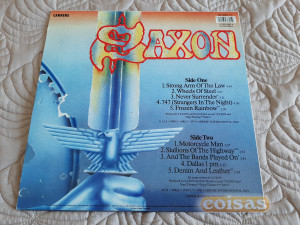 CARRERE
SAXON
Side One
1. Strong Arm Of The Law
2. Wheels Of Steel
3. Never Surrender
4. 747 (Strangers In The Night)
5. Frozen Rainbow
Side Two
1. Motorcycle Man
2. Stallions Of The Highway
3. And The Bands Played On
4. Dallas 1 pm
5. Denim And Leather
coisas